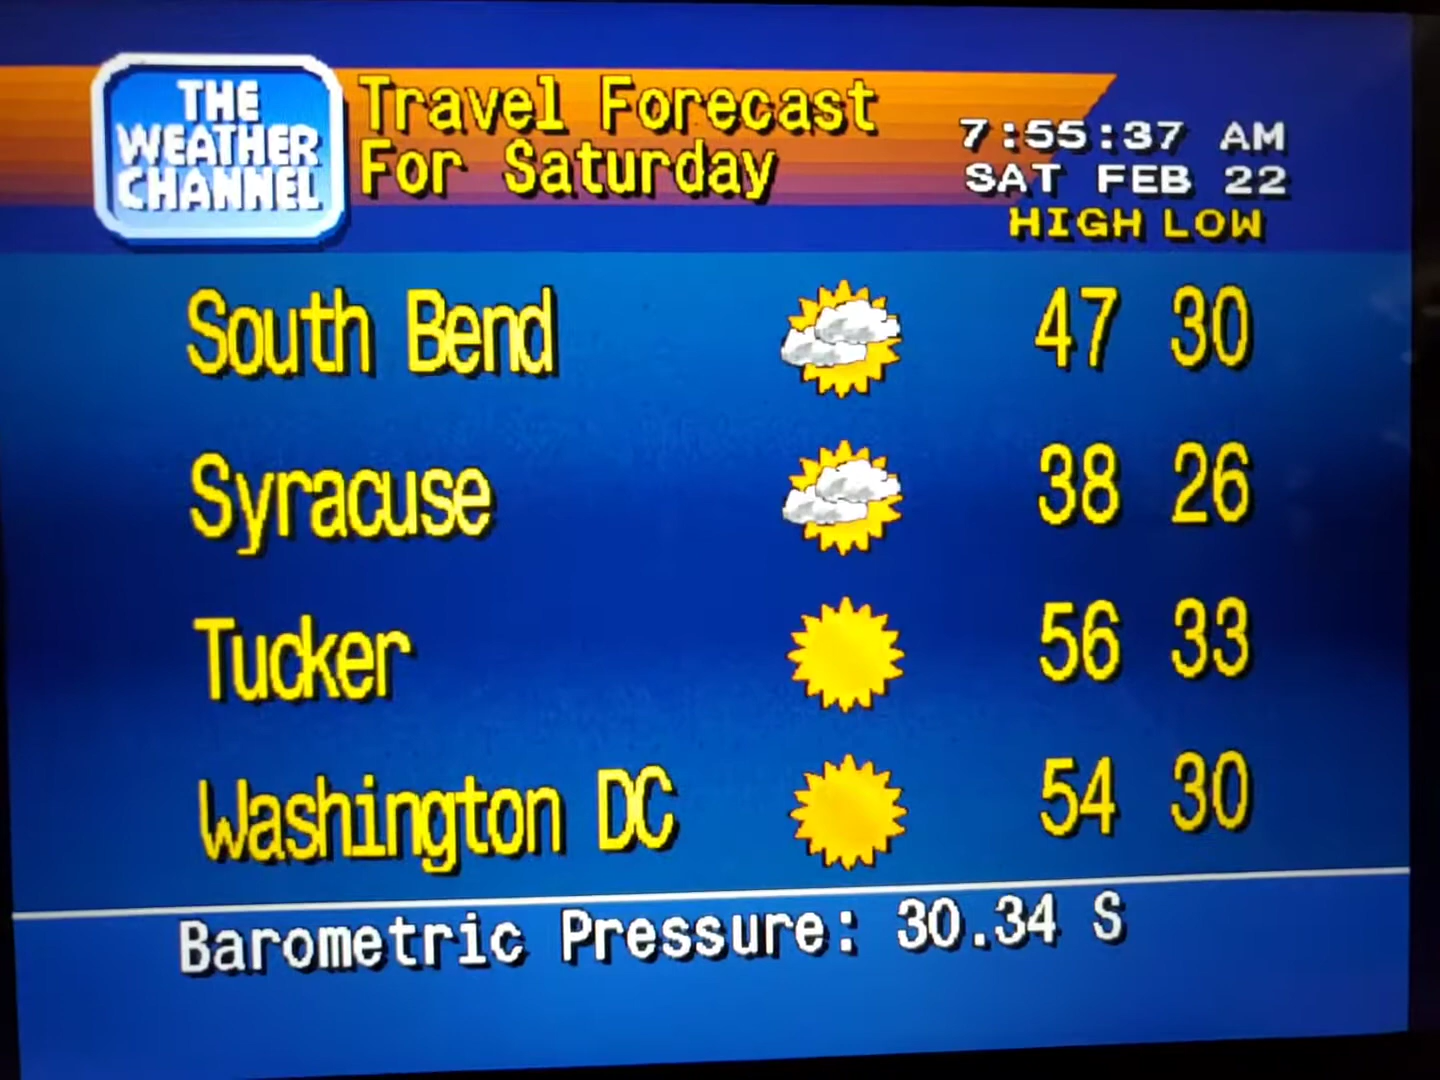 THE
WEATHER
CHANNEL
Travel Forecast
For Saturday
7:55:37 AM
SAT FEB 22
HIGH LOW
South Bend 47 30
Syracuse 38 26
Tucker 56 33
Washington DC 54 30
Barometric Pressure: 30.34 S